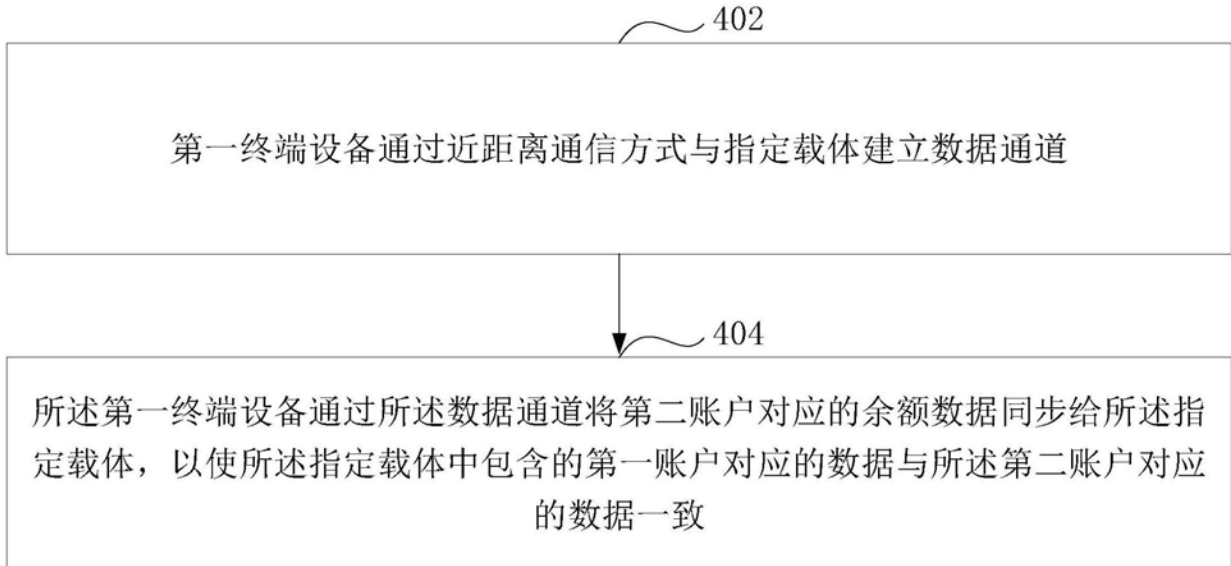 402
第一终端设备通过近距离通信方式与指定载体建立数据通道
404
所述第一终端设备通过所述数据通道将第二账户对应的余额数据同步给所述指
定载体，以使所述指定载体中包含的第一账户对应的数据与所述第二账户对应
的数据一致